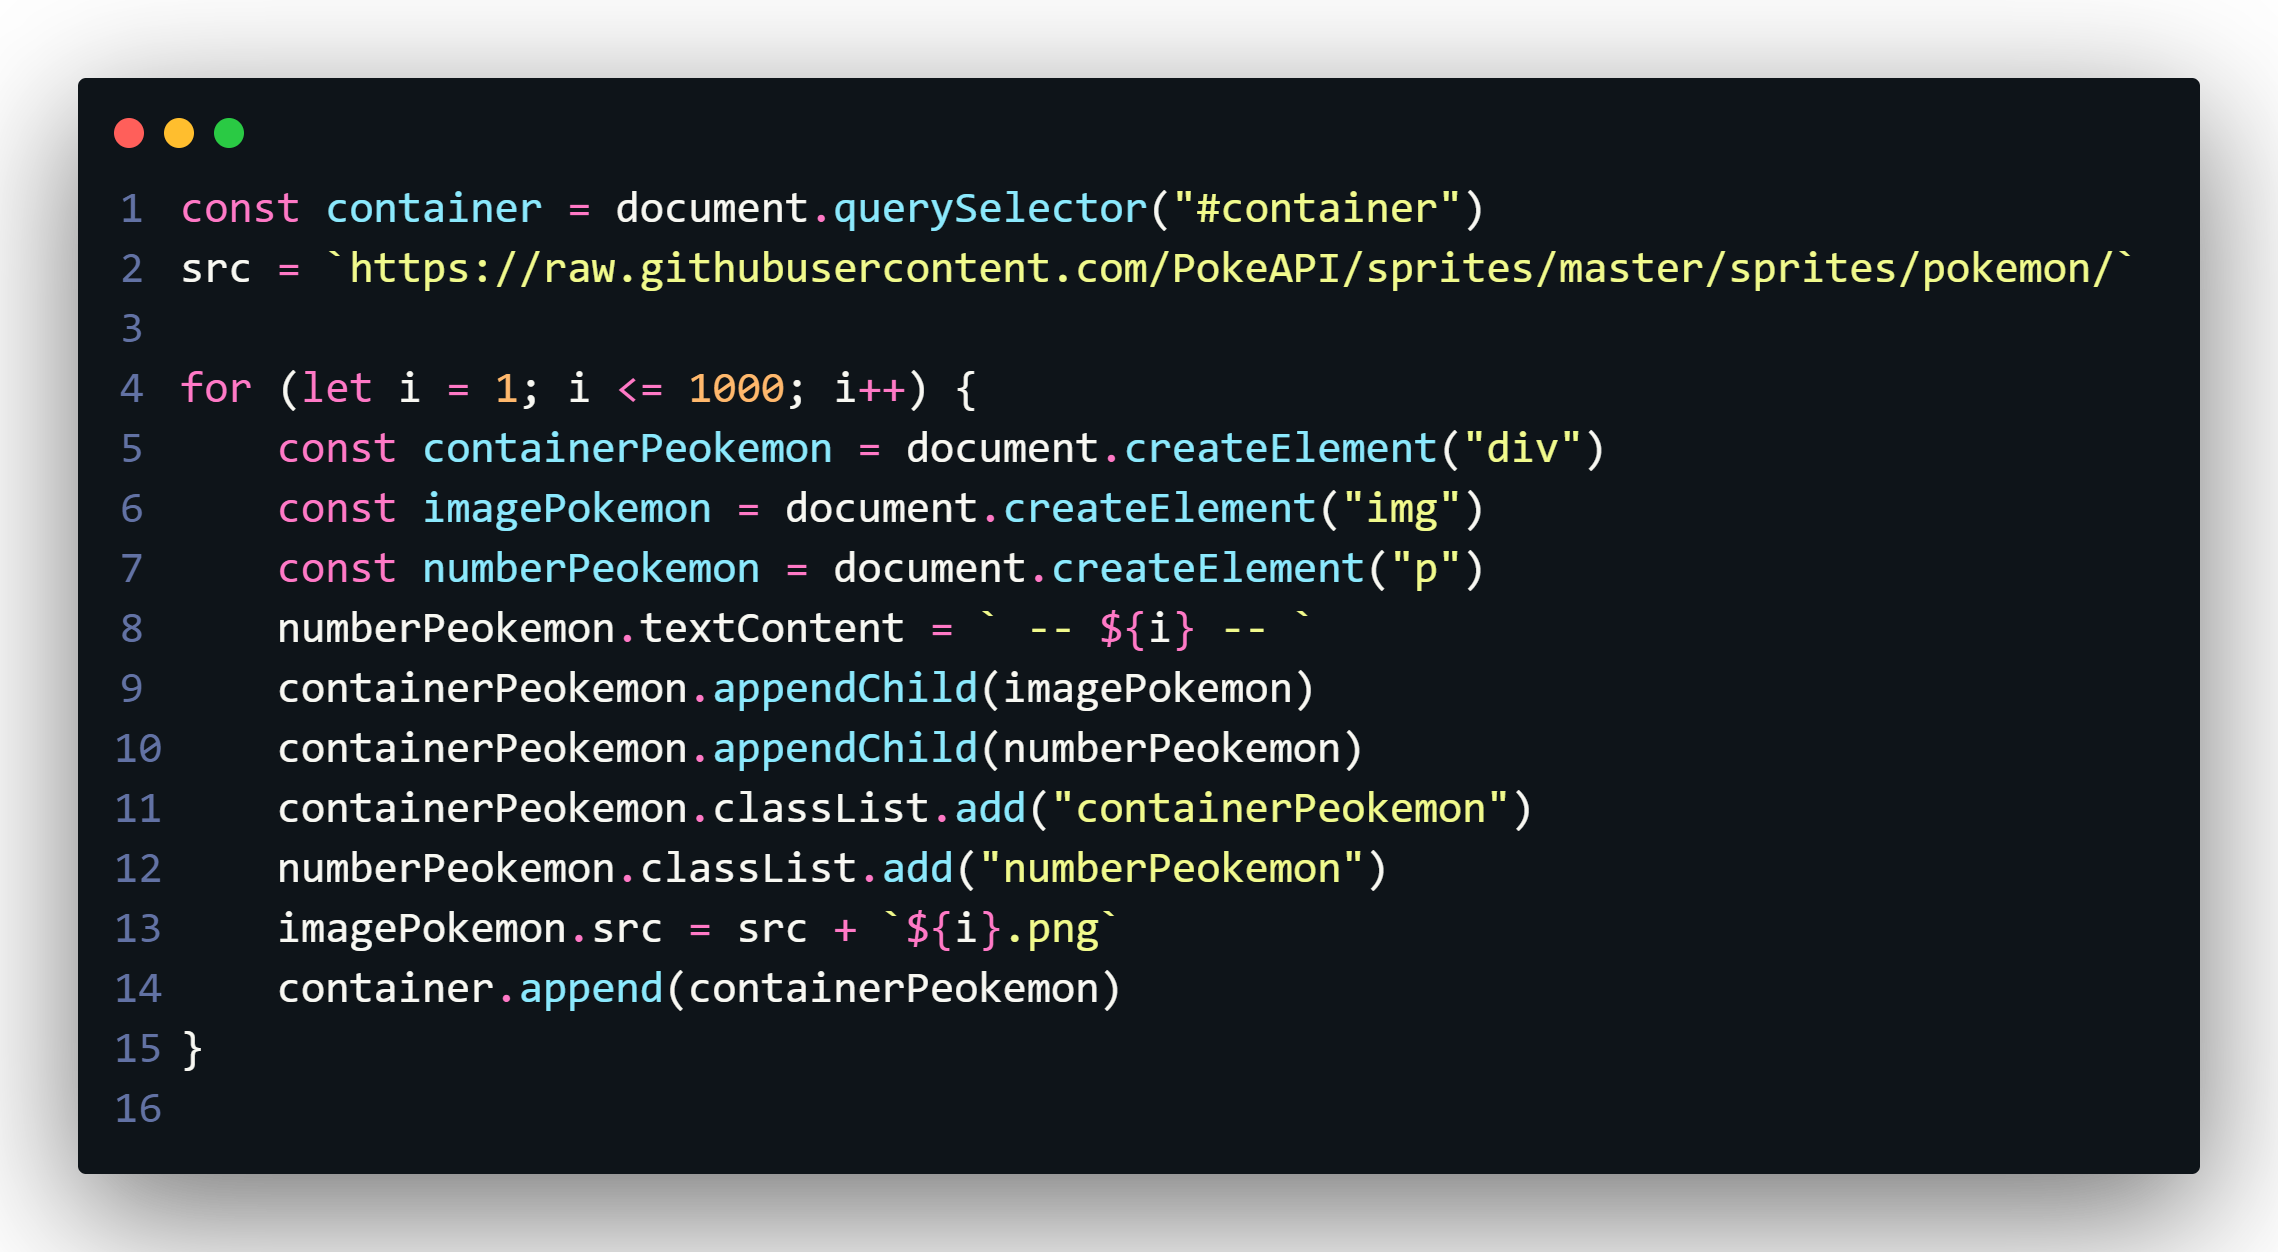 1 const container = document.querySelector("#container")
2 src = `https://raw.githubusercontent.com/PokeAPI/sprites/master/sprites/pokemon/`
3
4 for (let i = 1; i <= 1000; i++) {
5     const containerPeokemon = document.createElement("div")
6     const imagePokemon = document.createElement("img")
7     const numberPeokemon = document.createElement("p")
8     numberPeokemon.textContent = ` -- ${i} -- `
9     containerPeokemon.appendChild(imagePokemon)
10     containerPeokemon.appendChild(numberPeokemon)
11     containerPeokemon.classList.add("containerPeokemon")
12     numberPeokemon.classList.add("numberPeokemon")
13     imagePokemon.src = src + `${i}.png`
14     container.append(containerPeokemon)
15 }
16